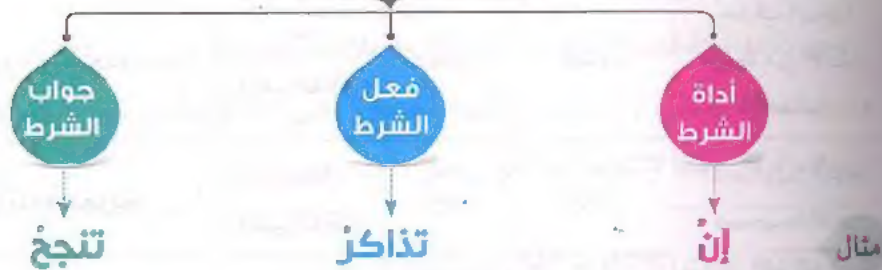 أداة الشرط
فعل الشرط
جواب الشرط
مثال إنْ تذاكرْ تنجحْ